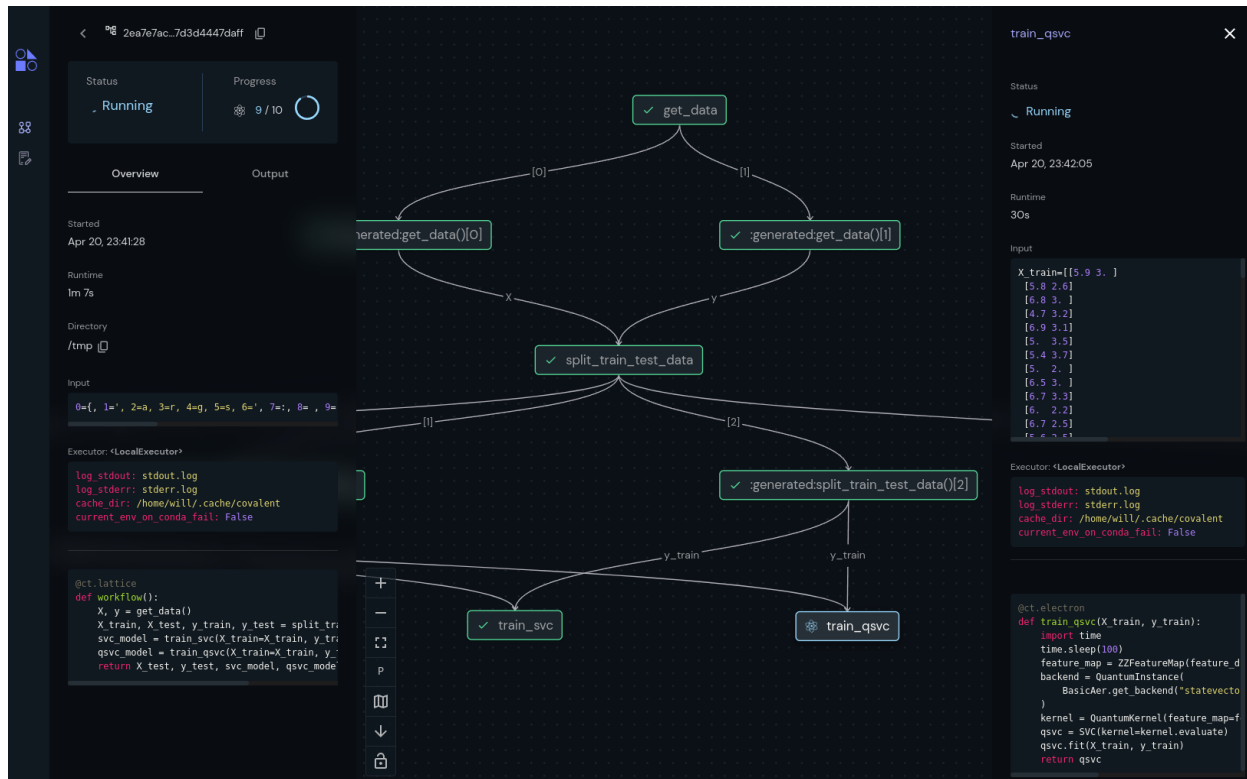 2ea7e7ac...7d3d4447daff
Status
Running
Progress
9 / 10
Overview
Output
Started
Apr 20, 23:41:28
Runtime
1m 7s
Directory
/tmp
Input
0={, 1=', 2=a, 3=r, 4=g, 5=s, 6=', 7=:, 8= , 9=
Executor: <LocalExecutor>
log_stdout: stdout.log
log_stderr: stderr.log
cache_dir: /home/will/.cache/covalent
current_env_on_conda_fail: False
@ct.lattice
def workflow():
    X, y = get_data()
    X_train, X_test, y_train, y_test = split_tra
    svc_model = train_svc(X_train=X_train, y_tra
    qsvc_model = train_qsvc(X_train=X_train, y_
    return X_test, y_test, svc_model, qsvc_mode
get_data
[0]
[1]
nerated:get_data()[0]
:generated:get_data()[1]
X
y
split_train_test_data
[1]
[2]
:generated:split_train_test_data()[2]
y_train
y_train
train_svc
train_qsvc
P
train_qsvc
Status
Running
Started
Apr 20, 23:42:05
Runtime
30s
Input
X_train=[[5.9 3. ]
 [5.8 2.6]
 [6.8 3. ]
 [4.7 3.2]
 [6.9 3.1]
 [5.  3.5]
 [5.4 3.7]
 [5.  2. ]
 [6.5 3. ]
 [6.7 3.3]
 [6.  2.2]
 [6.7 2.5]
 [5.6 2.5]
Executor: <LocalExecutor>
log_stdout: stdout.log
log_stderr: stderr.log
cache_dir: /home/will/.cache/covalent
current_env_on_conda_fail: False
@ct.electron
def train_qsvc(X_train, y_train):
    import time
    time.sleep(100)
    feature_map = ZZFeatureMap(feature_d
    backend = QuantumInstance(
        BasicAer.get_backend("statevecto
    )
    kernel = QuantumKernel(feature_map=f
    qsvc = SVC(kernel=kernel.evaluate)
    qsvc.fit(X_train, y_train)
    return qsvc